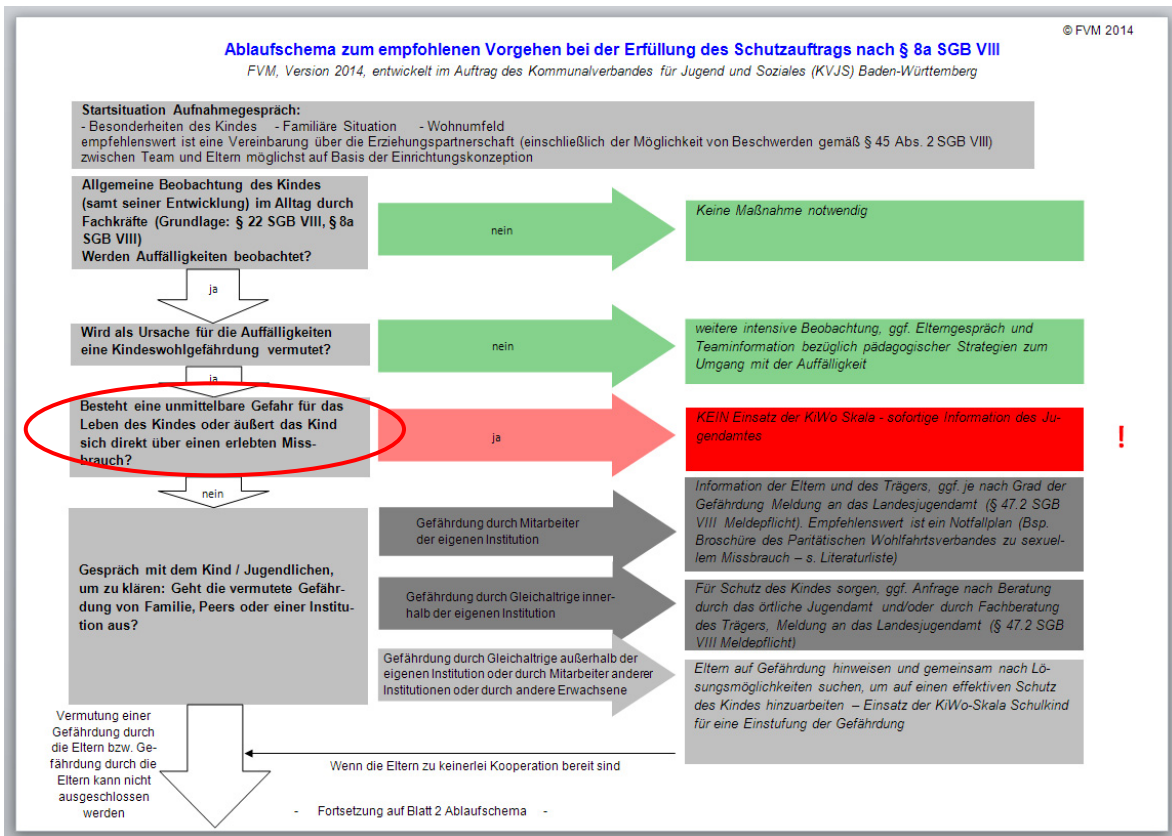 © FVM 2014
Ablaufschema zum empfohlenen Vorgehen bei der Erfüllung des Schutzauftrags nach § 8a SGB VIII
FVM, Version 2014, entwickelt im Auftrag des Kommunalverbandes für Jugend und Soziales (KVJS) Baden-Württemberg
Startsituation Aufnahmegespräch:
- Besonderheiten des Kindes - Familiäre Situation - Wohnumfeld
empfehlenswert ist eine Vereinbarung über die Erziehungspartnerschaft (einschließlich der Möglichkeit von Beschwerden gemäß § 45 Abs. 2 SGB VIII)
zwischen Team und Eltern möglichst auf Basis der Einrichtungskonzeption
Allgemeine Beobachtung des Kindes
(samt seiner Entwicklung) im Alltag durch
Fachkräfte (Grundlage: § 22 SGB VIII, § 8a
SGB VIII)
Werden Auffälligkeiten beobachtet?
nein
Keine Maßnahme notwendig
ja
Wird als Ursache für die Auffälligkeiten
eine Kindeswohlgefährdung vermutet?
nein
weitere intensive Beobachtung, ggf. Elterngespräch und
Teaminformation bezüglich pädagogischer Strategien zum
Umgang mit der Auffälligkeit
ja
Besteht eine unmittelbare Gefahr für das
Leben des Kindes oder äußert das Kind
sich direkt über einen erlebten Miss-
brauch?
ja
KEIN Einsatz der KiWo Skala - sofortige Information des Ju-
gendamtes
!
nein
Gespräch mit dem Kind / Jugendlichen,
um zu klären: Geht die vermutete Gefähr-
dung von Familie, Peers oder einer Institu-
tion aus?
Gefährdung durch Mitarbeiter
der eigenen Institution
Information der Eltern und des Trägers, ggf. je nach Grad der
Gefährdung Meldung an das Landesjugendamt (§ 47.2 SGB
VIII Meldepflicht). Empfehlenswert ist ein Notfallplan (Bsp.
Broschüre des Paritätischen Wohlfahrtsverbandes zu sexuel-
lem Missbrauch – s. Literaturliste)
Gefährdung durch Gleichaltrige inner-
halb der eigenen Institution
Für Schutz des Kindes sorgen, ggf. Anfrage nach Beratung
durch das örtliche Jugendamt und/oder durch Fachberatung
des Trägers, Meldung an das Landesjugendamt (§ 47.2 SGB
VIII Meldepflicht)
Gefährdung durch Gleichaltrige außerhalb der
eigenen Institution oder durch Mitarbeiter anderer
Institutionen oder durch andere Erwachsene
Eltern auf Gefährdung hinweisen und gemeinsam nach Lö-
sungsmöglichkeiten suchen, um auf einen effektiven Schutz
des Kindes hinzuarbeiten – Einsatz der KiWo-Skala Schulkind
für eine Einstufung der Gefährdung
Vermutung einer
Gefährdung durch
die Eltern bzw. Ge-
fährdung durch die
Eltern kann nicht
ausgeschlossen
werden
Wenn die Eltern zu keinerlei Kooperation bereit sind
- Fortsetzung auf Blatt 2 Ablaufschema -